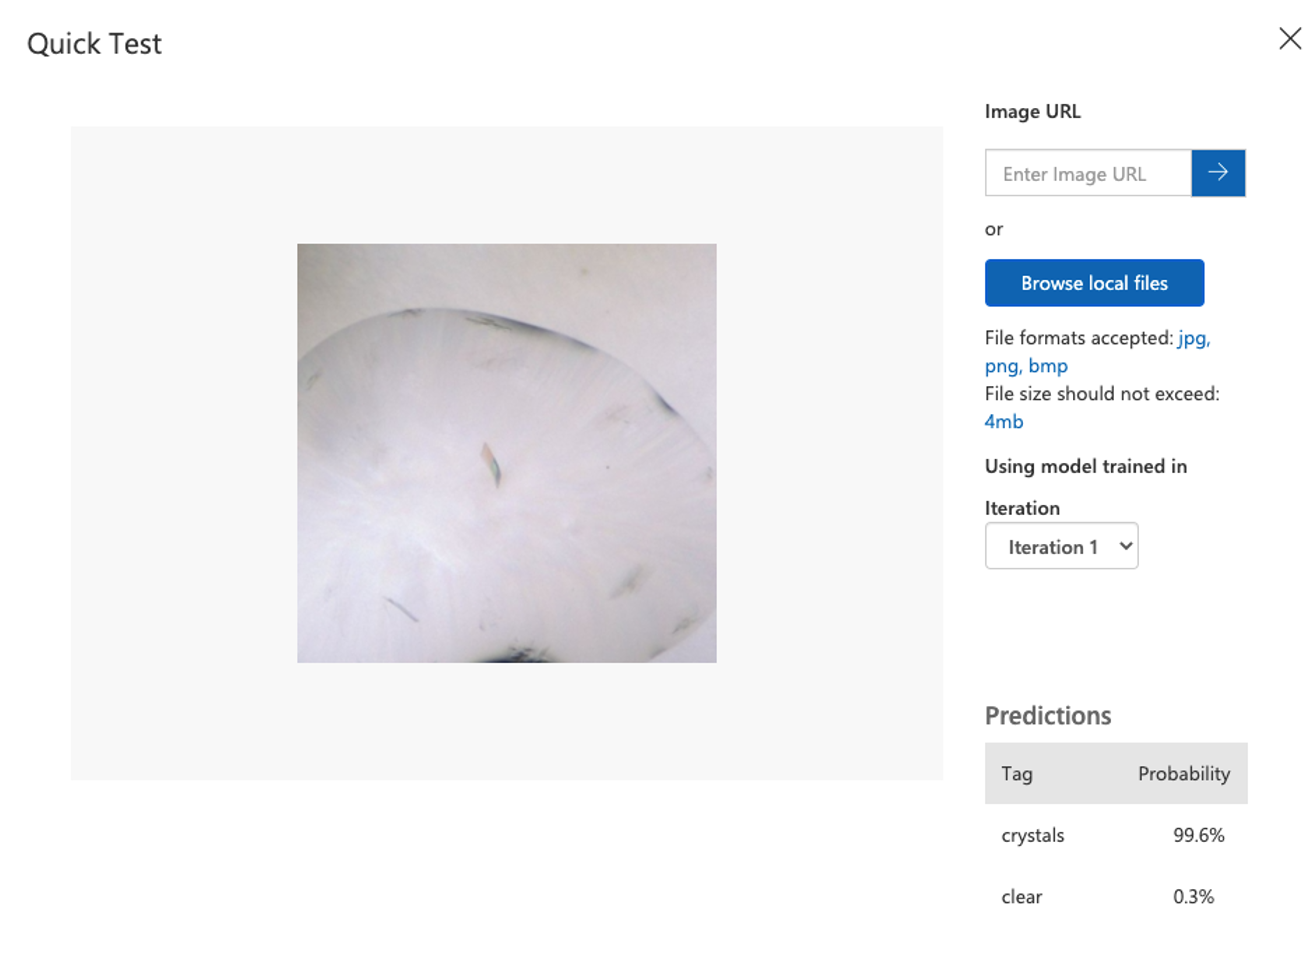 Quick Test
Image URL
Enter Image URL
or
Browse local files
File formats accepted: jpg,
png, bmp
File size should not exceed:
4mb
Using model trained in
Iteration
Iteration 1
Predictions
Tag Probability
crystals 99.6%
clear 0.3%